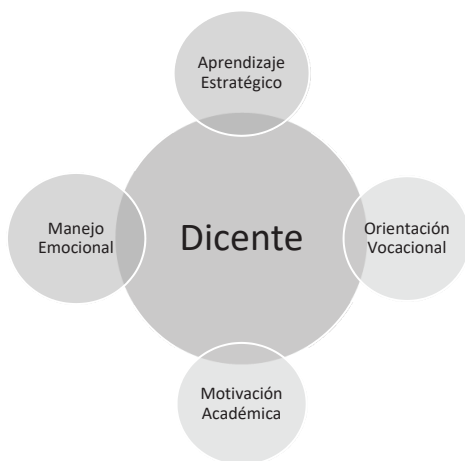 Aprendizaje
Estratégico
Manejo
Emocional
Dicente
Orientación
Vocacional
Motivación
Académica